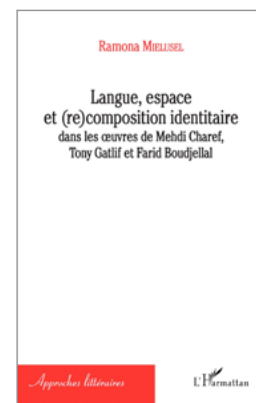 Ramona MIELUSEL
Langue, espace
et (re)composition identitaire
dans les œuvres de Mehdi Charef,
Tony Gatlif et Farid Boudjellal
Approches littéraires
L'Harmattan